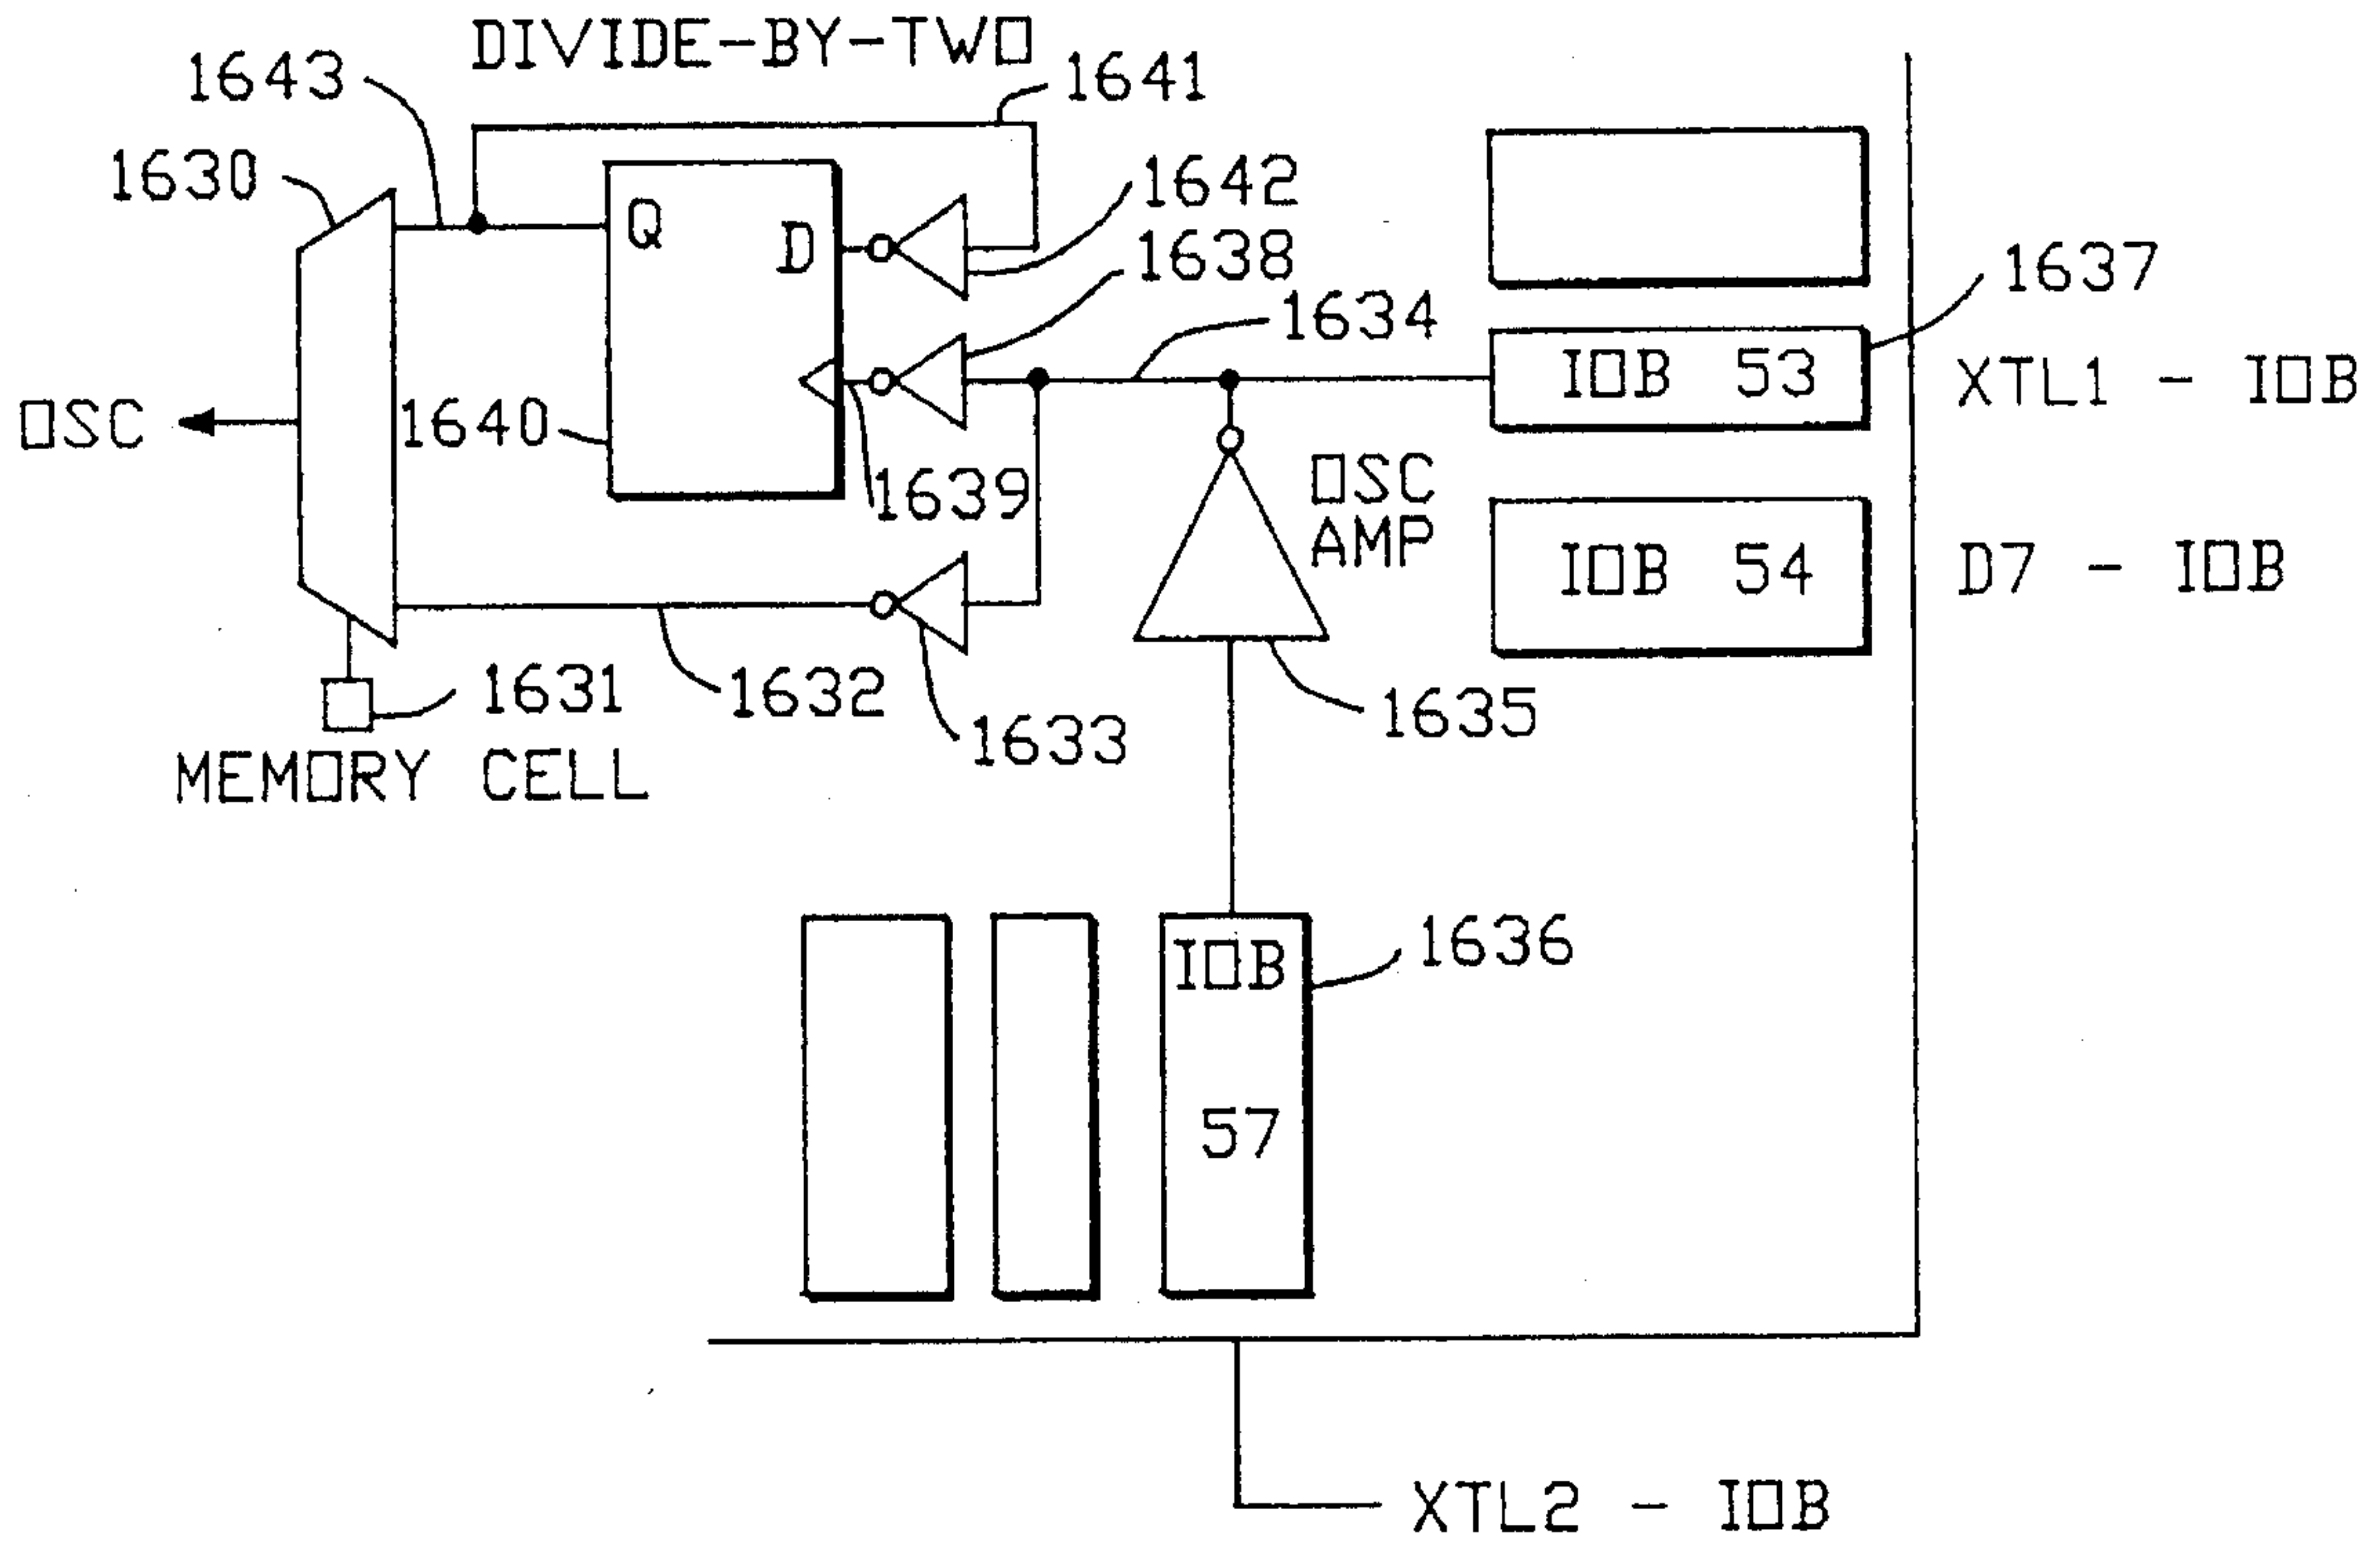 DIVIDE-BY-TWO
1643
1641
1630
1642
Q
D
1638
1637
1634
IOB 53
XTL1 - IOB
OSC
1640
1639
OSC
AMP
IOB 54
D7 - IOB
1631
1632
1633
1635
MEMORY CELL
IOB
57
1636
XTL2 - IOB